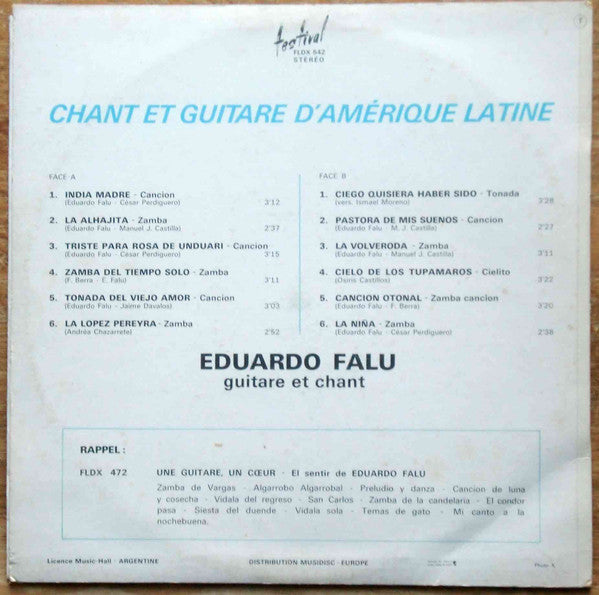 festival
FLDX 542
STEREO
CHANT ET GUITARE D'AMÉRIQUE LATINE
FACE A
1. INDIA MADRE - Cancion
(Eduardo Falu - César Perdiguero) 3'12
2. LA ALHAJITA - Zamba
(Eduardo Falu - Manuel J. Castilla) 2'37
3. TRISTE PARA ROSA DE UNDUARI - Cancion
(Eduardo Falu - César Perdiguero) 3'15
4. ZAMBA DEL TIEMPO SOLO - Zamba
(F. Berra - E. Falu) 3'11
5. TONADA DEL VIEJO AMOR - Cancion
(Eduardo Falu - Jaime Davalos) 3'03
6. LA LOPEZ PEREYRA - Zamba
(Andréa Chazarreta) 2'52
FACE B
1. CIEGO QUISIERA HABER SIDO - Tonada
(vers. Ismael Moreno) 3'28
2. PASTORA DE MIS SUENOS - Cancion
(Eduardo Falu - M. J. Castilla) 2'27
3. LA VOLVERODA - Zamba
(Eduardo Falu - Manuel J. Castilla) 3'11
4. CIELO DE LOS TUPAMAROS - Cielito
(Osiris Castillos) 3'22
5. CANCION OTONAL - Zamba cancion
(Eduardo Falu - F. Berra) 3'20
6. LA NIÑA - Zamba
(Eduardo Falu - César Perdiguero) 2'38
EDUARDO FALU
guitare et chant
RAPPEL :
FLDX 472 UNE GUITARE, UN CŒUR - El sentir de EDUARDO FALU
Zamba de Vargas - Algarrobo Algarrobal - Preludio y danza - Cancion de luna
y cosecha - Vidala del regreso - San Carlos - Zamba de la candelaria - El condor
pasa - Siesta del duende - Vidala sola - Temas de gato - Mi canto a la
nochebuena.
Licence Music-Hall - ARGENTINE
DISTRIBUTION MUSIDISC - EUROPE